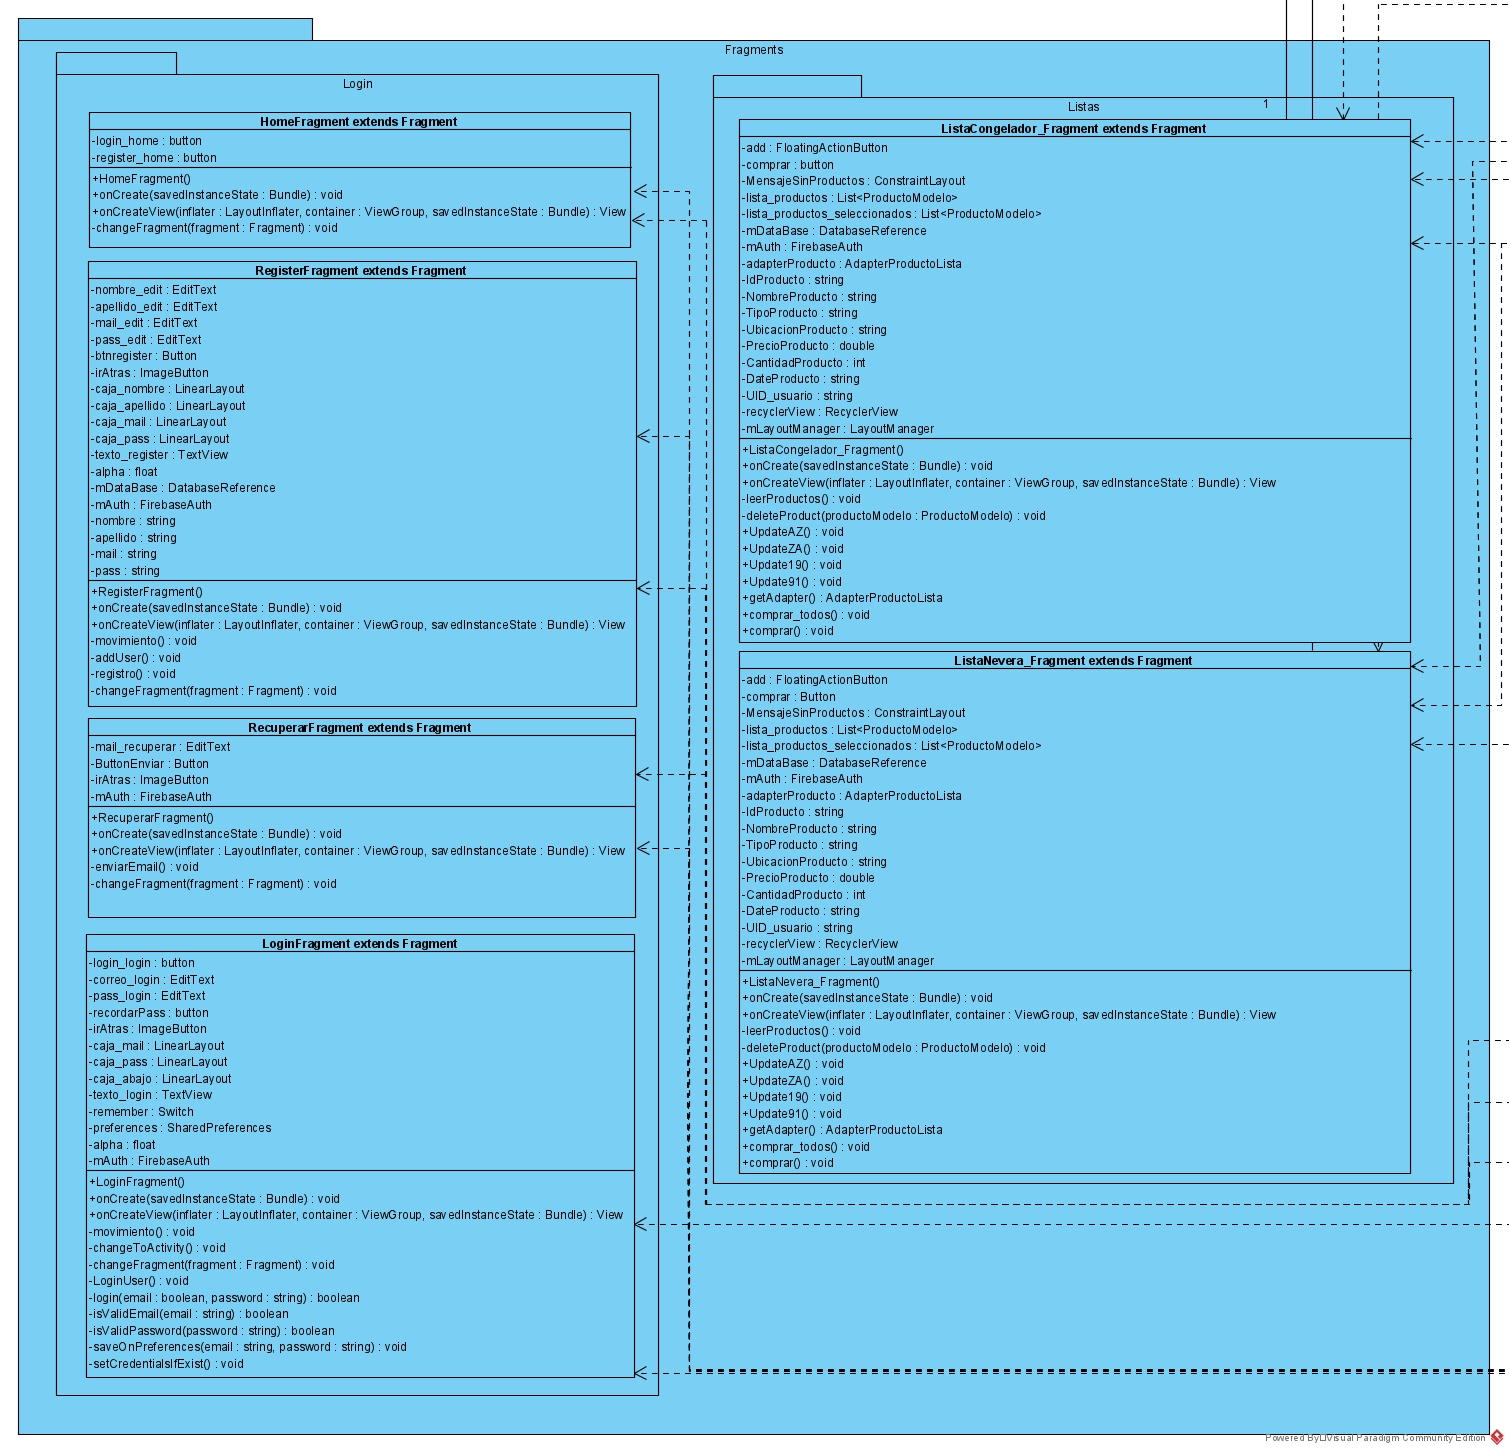 Fragments
Login
HomeFragment extends Fragment
-login_home : button
-register_home : button
+HomeFragment()
+onCreate(savedInstanceState : Bundle) : void
+onCreateView(inflater : LayoutInflater, container : ViewGroup, savedInstanceState : Bundle) : View
-changeFragment(fragment : Fragment) : void
RegisterFragment extends Fragment
-nombre_edit : EditText
-apellido_edit : EditText
-mail_edit : EditText
-pass_edit : EditText
-btnregister : Button
-irAtras : ImageButton
-caja_nombre : LinearLayout
-caja_apellido : LinearLayout
-caja_mail : LinearLayout
-caja_pass : LinearLayout
-texto_register : TextView
-alpha : float
-mDataBase : DatabaseReference
-mAuth : FirebaseAuth
-nombre : string
-apellido : string
-mail : string
-pass : string
+RegisterFragment()
+onCreate(savedInstanceState : Bundle) : void
+onCreateView(inflater : LayoutInflater, container : ViewGroup, savedInstanceState : Bundle) : View
-movimiento() : void
-addUser() : void
-registro() : void
-changeFragment(fragment : Fragment) : void
RecuperarFragment extends Fragment
-mail_recuperar : EditText
-ButtonEnviar : Button
-irAtras : ImageButton
-mAuth : FirebaseAuth
+RecuperarFragment()
+onCreate(savedInstanceState : Bundle) : void
+onCreateView(inflater : LayoutInflater, container : ViewGroup, savedInstanceState : Bundle) : View
-enviarEmail() : void
-changeFragment(fragment : Fragment) : void
LoginFragment extends Fragment
-login_login : button
-correo_login : EditText
-pass_login : EditText
-recordarPass : button
-irAtras : ImageButton
-caja_mail : LinearLayout
-caja_pass : LinearLayout
-caja_abajo : LinearLayout
-texto_login : TextView
-remember : Switch
-preferences : SharedPreferences
-alpha : float
-mAuth : FirebaseAuth
+LoginFragment()
+onCreate(savedInstanceState : Bundle) : void
+onCreateView(inflater : LayoutInflater, container : ViewGroup, savedInstanceState : Bundle) : View
-movimiento() : void
-changeToActivity() : void
-changeFragment(fragment : Fragment) : void
-LoginUser() : void
-login(email : boolean, password : string) : boolean
-isValidEmail(email : string) : boolean
-isValidPassword(password : string) : boolean
-saveOnPreferences(email : string, password : string) : void
-setCredentialsIfExist() : void
Listas
1
ListaCongelador_Fragment extends Fragment
-add : FloatingActionButton
-comprar : button
-MensajeSinProductos : ConstraintLayout
-lista_productos : List<ProductoModelo>
-lista_productos_seleccionados : List<ProductoModelo>
-mDataBase : DatabaseReference
-mAuth : FirebaseAuth
-adapterProducto : AdapterProductoLista
-IdProducto : string
-NombreProducto : string
-TipoProducto : string
-UbicacionProducto : string
-PrecioProducto : double
-CantidadProducto : int
-DateProducto : string
-UID_usuario : string
-recyclerView : RecyclerView
-mLayoutManager : LayoutManager
+ListaCongelador_Fragment()
+onCreate(savedInstanceState : Bundle) : void
+onCreateView(inflater : LayoutInflater, container : ViewGroup, savedInstanceState : Bundle) : View
-leerProductos() : void
-deleteProduct(productoModelo : ProductoModelo) : void
+UpdateAZ() : void
+UpdateZA() : void
+Update19() : void
+Update91() : void
+getAdapter() : AdapterProductoLista
+comprar_todos() : void
+comprar() : void
ListaNevera_Fragment extends Fragment
-add : FloatingActionButton
-comprar : Button
-MensajeSinProductos : ConstraintLayout
-lista_productos : List<ProductoModelo>
-lista_productos_seleccionados : List<ProductoModelo>
-mDataBase : DatabaseReference
-mAuth : FirebaseAuth
-adapterProducto : AdapterProductoLista
-IdProducto : string
-NombreProducto : string
-TipoProducto : string
-UbicacionProducto : string
-PrecioProducto : double
-CantidadProducto : int
-DateProducto : string
-UID_usuario : string
-recyclerView : RecyclerView
-mLayoutManager : LayoutManager
+ListaNevera_Fragment()
+onCreate(savedInstanceState : Bundle) : void
+onCreateView(inflater : LayoutInflater, container : ViewGroup, savedInstanceState : Bundle) : View
-leerProductos() : void
-deleteProduct(productoModelo : ProductoModelo) : void
+UpdateAZ() : void
+UpdateZA() : void
+Update19() : void
+Update91() : void
+getAdapter() : AdapterProductoLista
+comprar_todos() : void
+comprar() : void
Powered By Visual Paradigm Community Edition